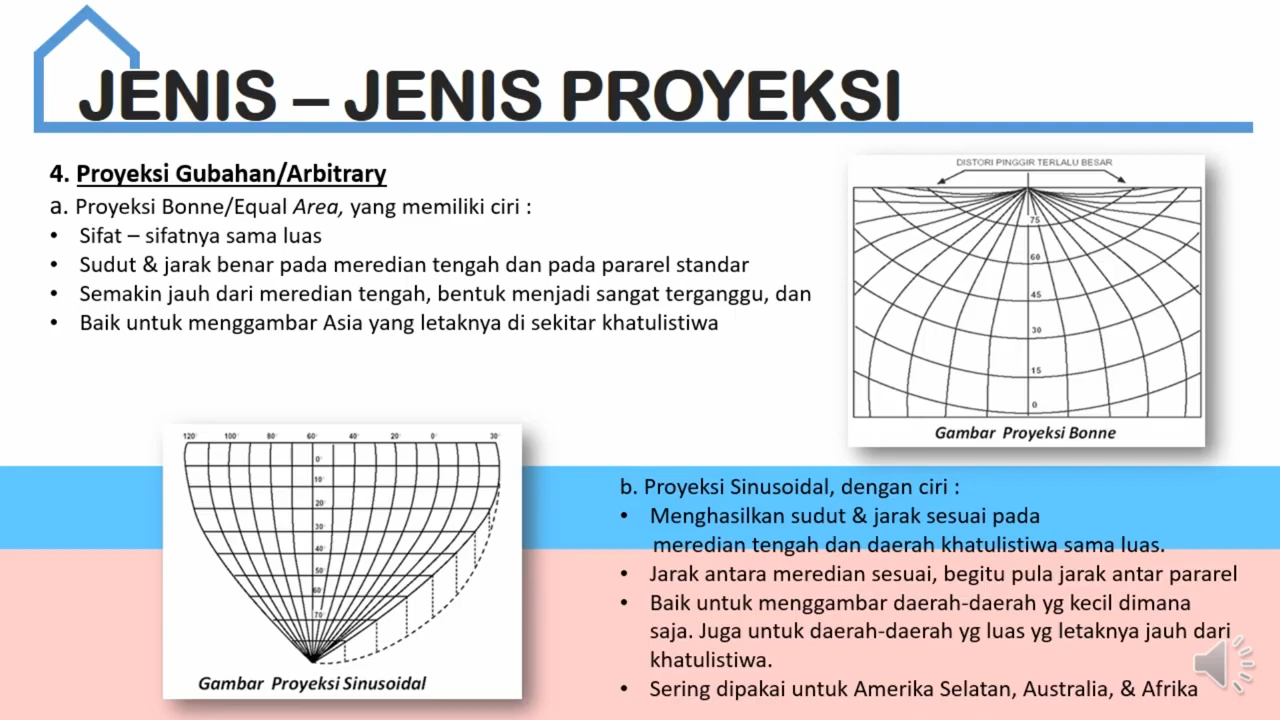 JENIS – JENIS PROYEKSI
4. Proyeksi Gubahan/Arbitrary
a. Proyeksi Bonne/Equal Area, yang memiliki ciri :
• Sifat – sifatnya sama luas
• Sudut & jarak benar pada meredian tengah dan pada pararel standar
• Semakin jauh dari meredian tengah, bentuk menjadi sangat terganggu, dan
• Baik untuk menggambar Asia yang letaknya di sekitar khatulistiwa
DISTORI PINGGIR TERLALU BESAR
75
60
45
30
15
0
Gambar Proyeksi Bonne
120° 100° 80° 60° 40° 20° 0° 30°
0°
10°
20°
30°
40°
50°
60°
70°
Gambar Proyeksi Sinusoidal
b. Proyeksi Sinusoidal, dengan ciri :
• Menghasilkan sudut & jarak sesuai pada
meredian tengah dan daerah khatulistiwa sama luas.
• Jarak antara meredian sesuai, begitu pula jarak antar pararel
• Baik untuk menggambar daerah-daerah yg kecil dimana
saja. Juga untuk daerah-daerah yg luas yg letaknya jauh dari
khatulistiwa.
• Sering dipakai untuk Amerika Selatan, Australia, & Afrika